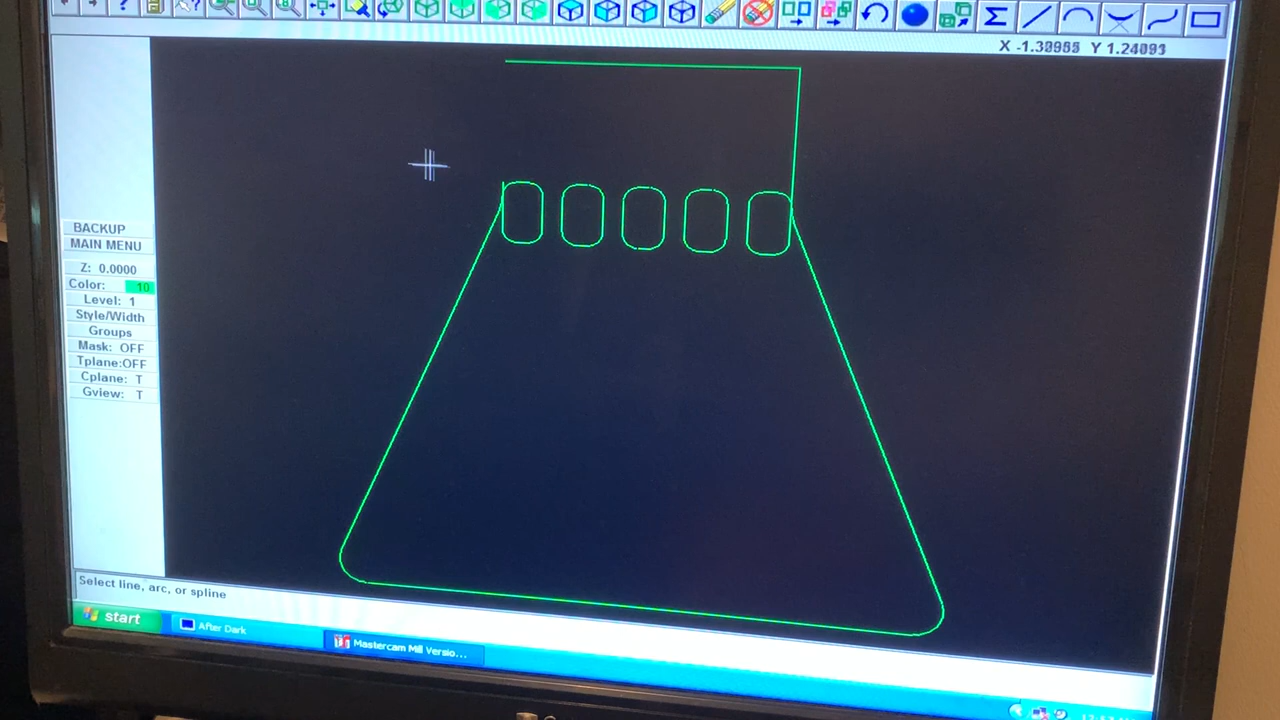 X -1.39955 Y 1.24093
BACKUP
MAIN MENU
Z: 0.0000
Color: 10
Level: 1
Style/Width
Groups
Mask: OFF
Tplane:OFF
Cplane: T
Gview: T
Select line, arc, or spline
start
After Dark
Mastercam Mill Versio...